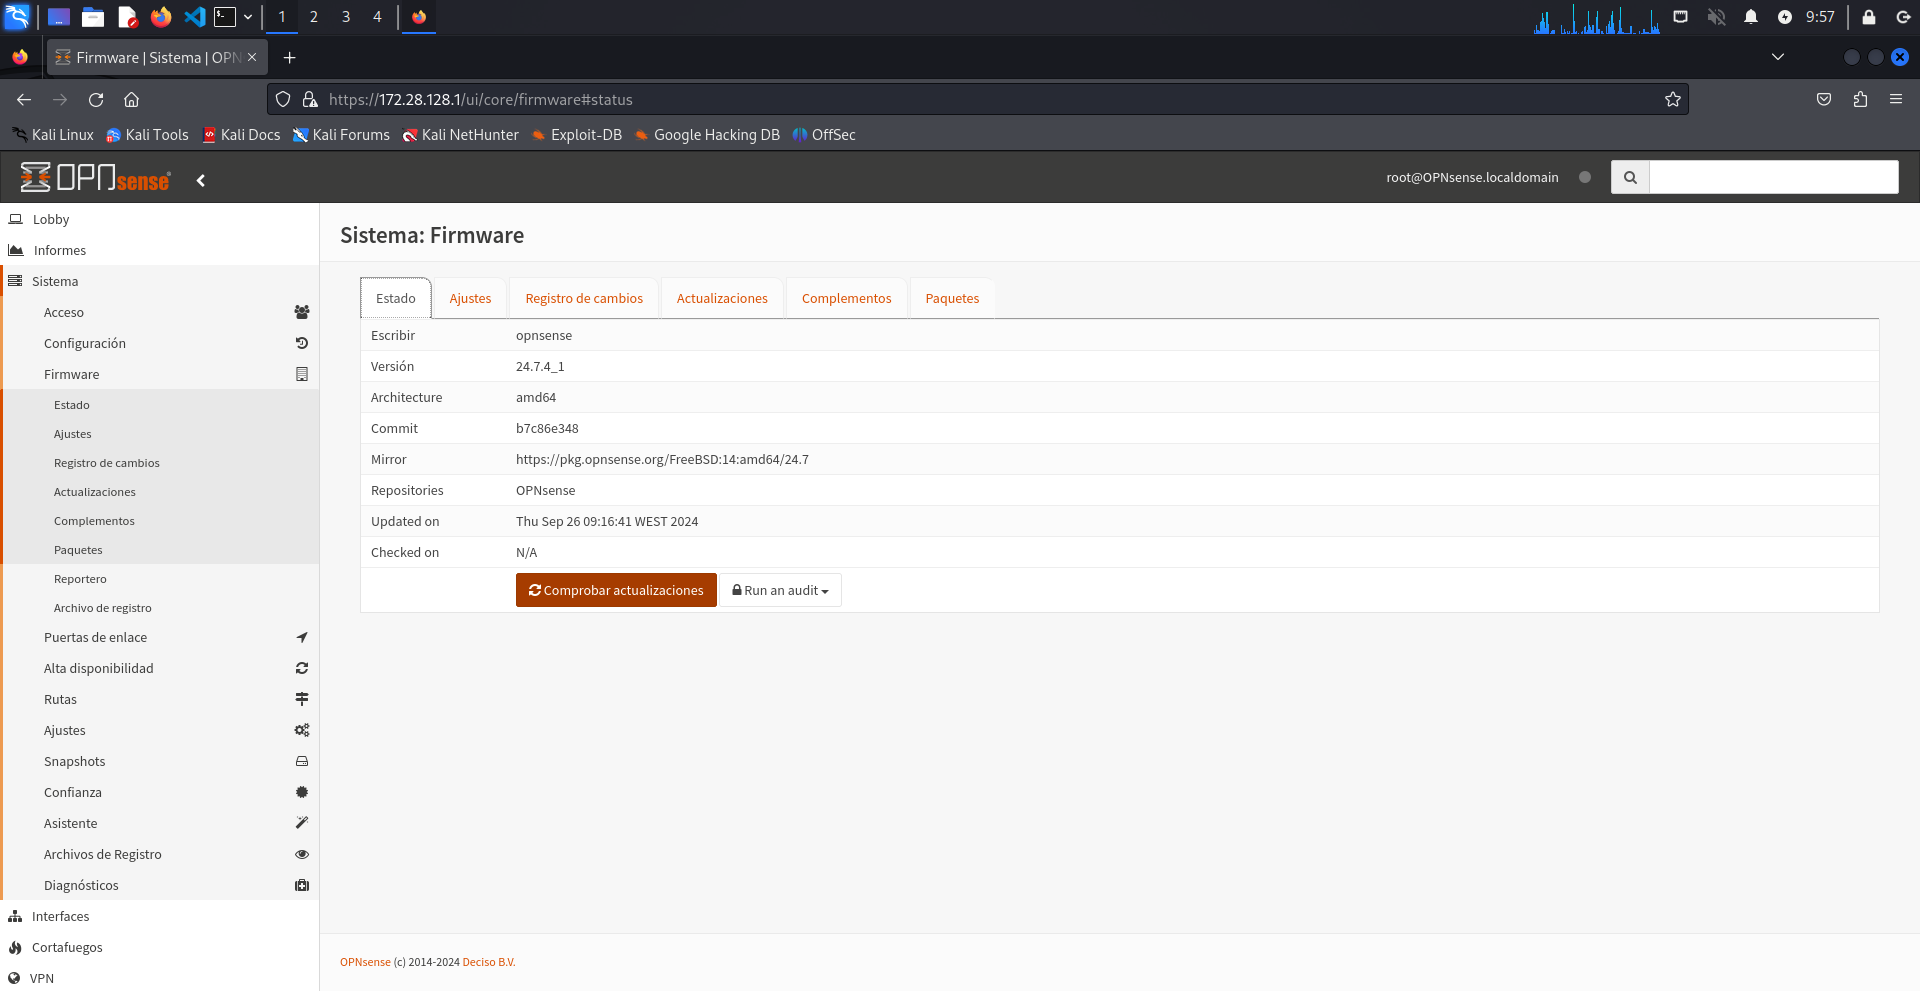 1 2 3 4 9:57
Firmware | Sistema | OPN
https://172.28.128.1/ui/core/firmware#status
Kali Linux Kali Tools Kali Docs Kali Forums Kali NetHunter Exploit-DB Google Hacking DB OffSec
OPNsense root@OPNsense.localdomain
Lobby
Informes
Sistema
Acceso
Configuración
Firmware
Estado
Ajustes
Registro de cambios
Actualizaciones
Complementos
Paquetes
Reportero
Archivo de registro
Puertas de enlace
Alta disponibilidad
Rutas
Ajustes
Snapshots
Confianza
Asistente
Archivos de Registro
Diagnósticos
Interfaces
Cortafuegos
VPN
Sistema: Firmware
Estado Ajustes Registro de cambios Actualizaciones Complementos Paquetes
Escribir opnsense
Versión 24.7.4_1
Architecture amd64
Commit b7c86e348
Mirror https://pkg.opnsense.org/FreeBSD:14:amd64/24.7
Repositories OPNsense
Updated on Thu Sep 26 09:16:41 WEST 2024
Checked on N/A
Comprobar actualizaciones Run an audit
OPNsense (c) 2014-2024 Deciso B.V.